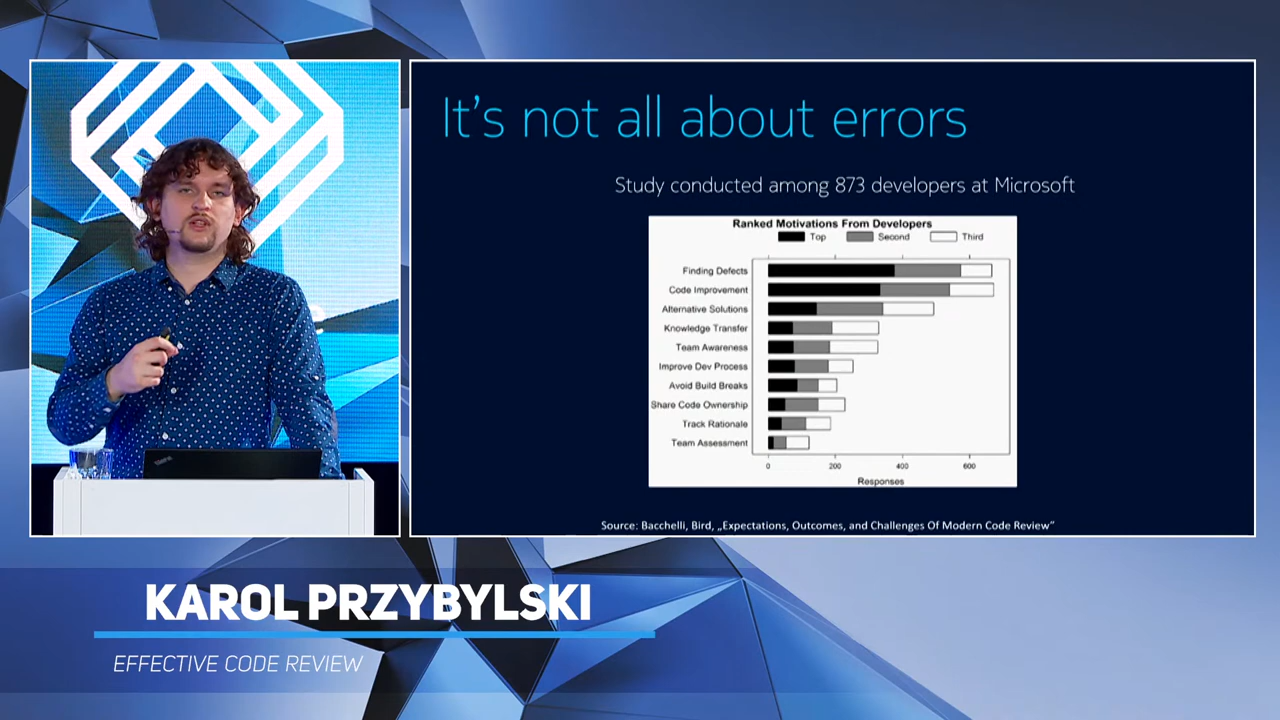 It's not all about errors
Study conducted among 873 developers at Microsoft
Ranked Motivations From Developers
Top Second Third
Finding Defects
Code Improvement
Alternative Solutions
Knowledge Transfer
Team Awareness
Improve Dev Process
Avoid Build Breaks
Share Code Ownership
Track Rationale
Team Assessment
0 200 400 600
Responses
Source: Bacchelli, Bird, „Expectations, Outcomes, and Challenges Of Modern Code Review”
KAROL PRZYBYLSKI
EFFECTIVE CODE REVIEW